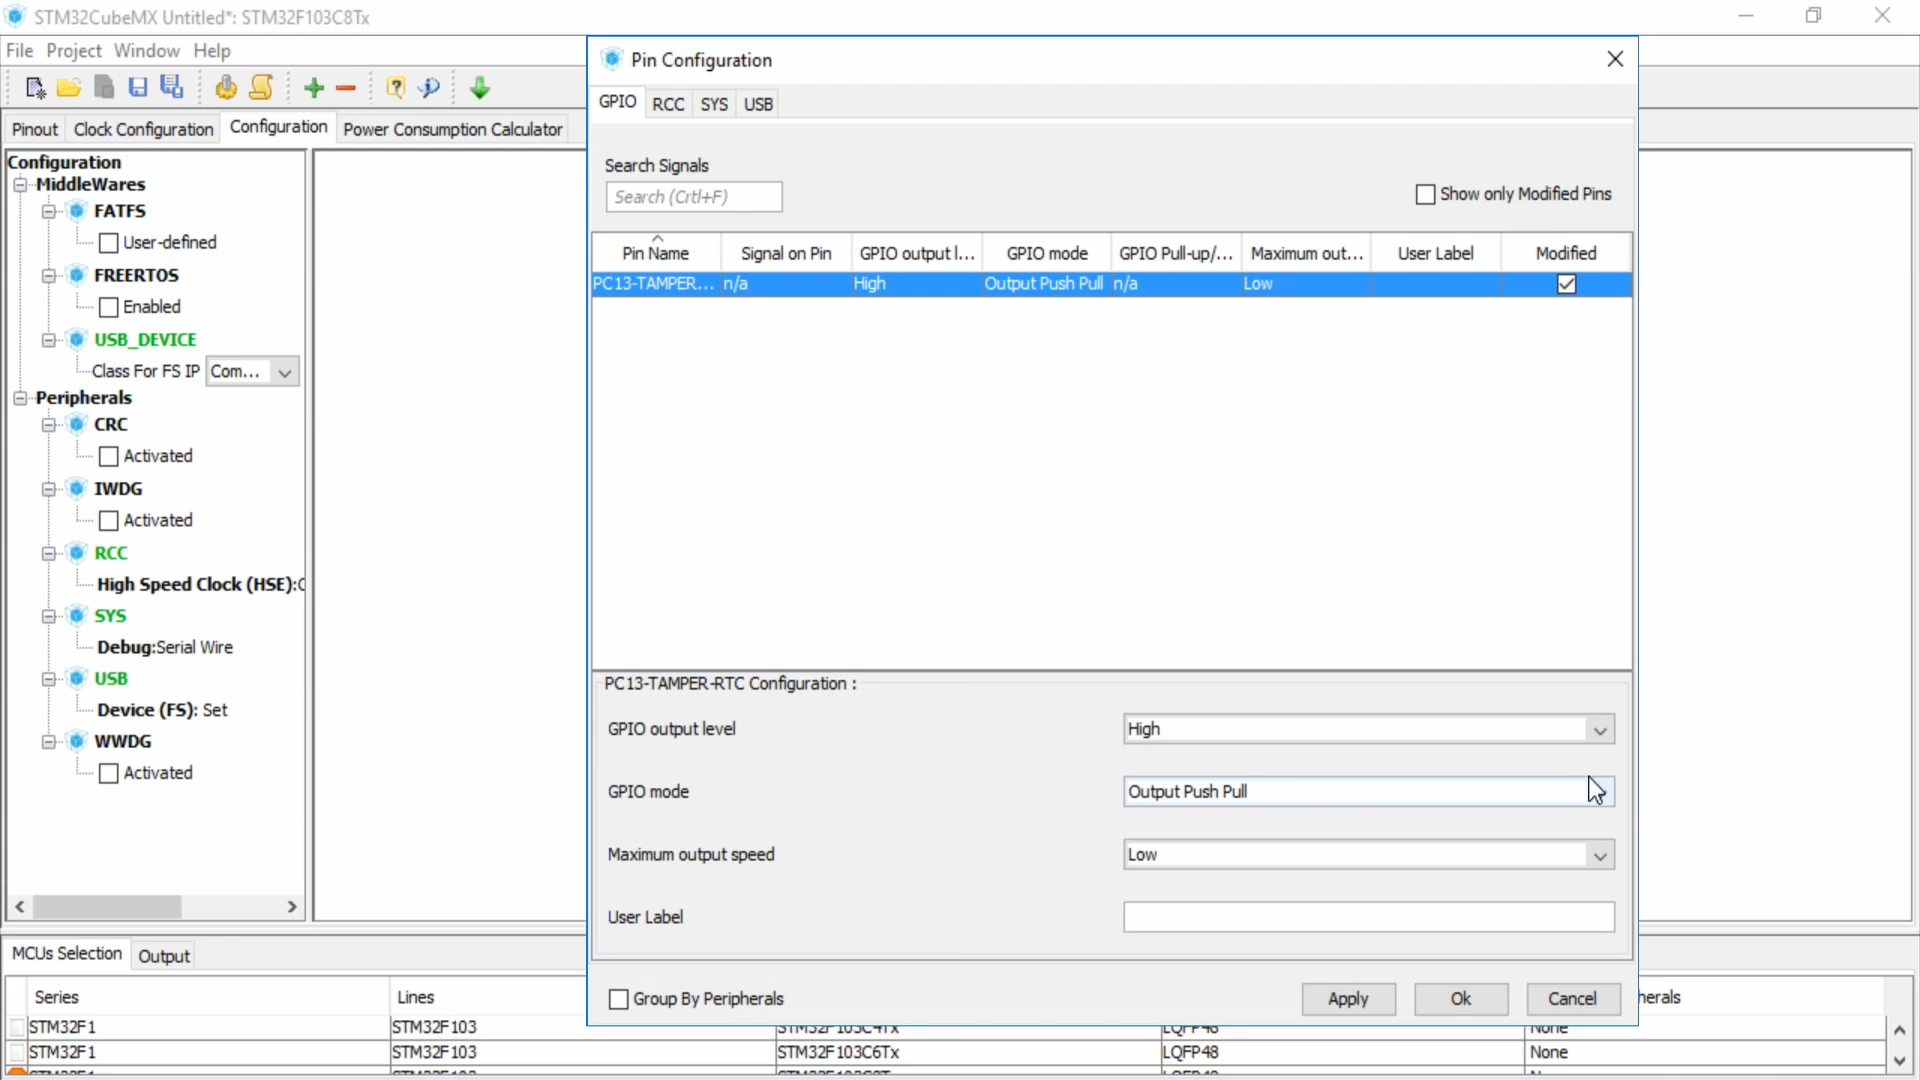 STM32CubeMX Untitled*: STM32F103C8Tx
File Project Window Help
Pinout Clock Configuration Configuration Power Consumption Calculator
Configuration
MiddleWares
FATFS
User-defined
FREERTOS
Enabled
USB_DEVICE
Class For FS IP Com...
Peripherals
CRC
Activated
IWDG
Activated
RCC
High Speed Clock (HSE):
SYS
Debug:Serial Wire
USB
Device (FS): Set
WWDG
Activated
Pin Configuration
GPIO RCC SYS USB
Search Signals
Search (Crtl+F)
Show only Modified Pins
Pin Name Signal on Pin GPIO output l... GPIO mode GPIO Pull-up/... Maximum out... User Label Modified
PC13-TAMPER... n/a High Output Push Pull n/a Low
PC13-TAMPER-RTC Configuration :
GPIO output level High
GPIO mode Output Push Pull
Maximum output speed Low
User Label
Group By Peripherals Apply Ok Cancel
MCUs Selection Output
Series Lines herals
STM32F1 STM32F103 STM32F103C4Tx LQFP48 None
STM32F1 STM32F103 STM32F103C6Tx LQFP48 None